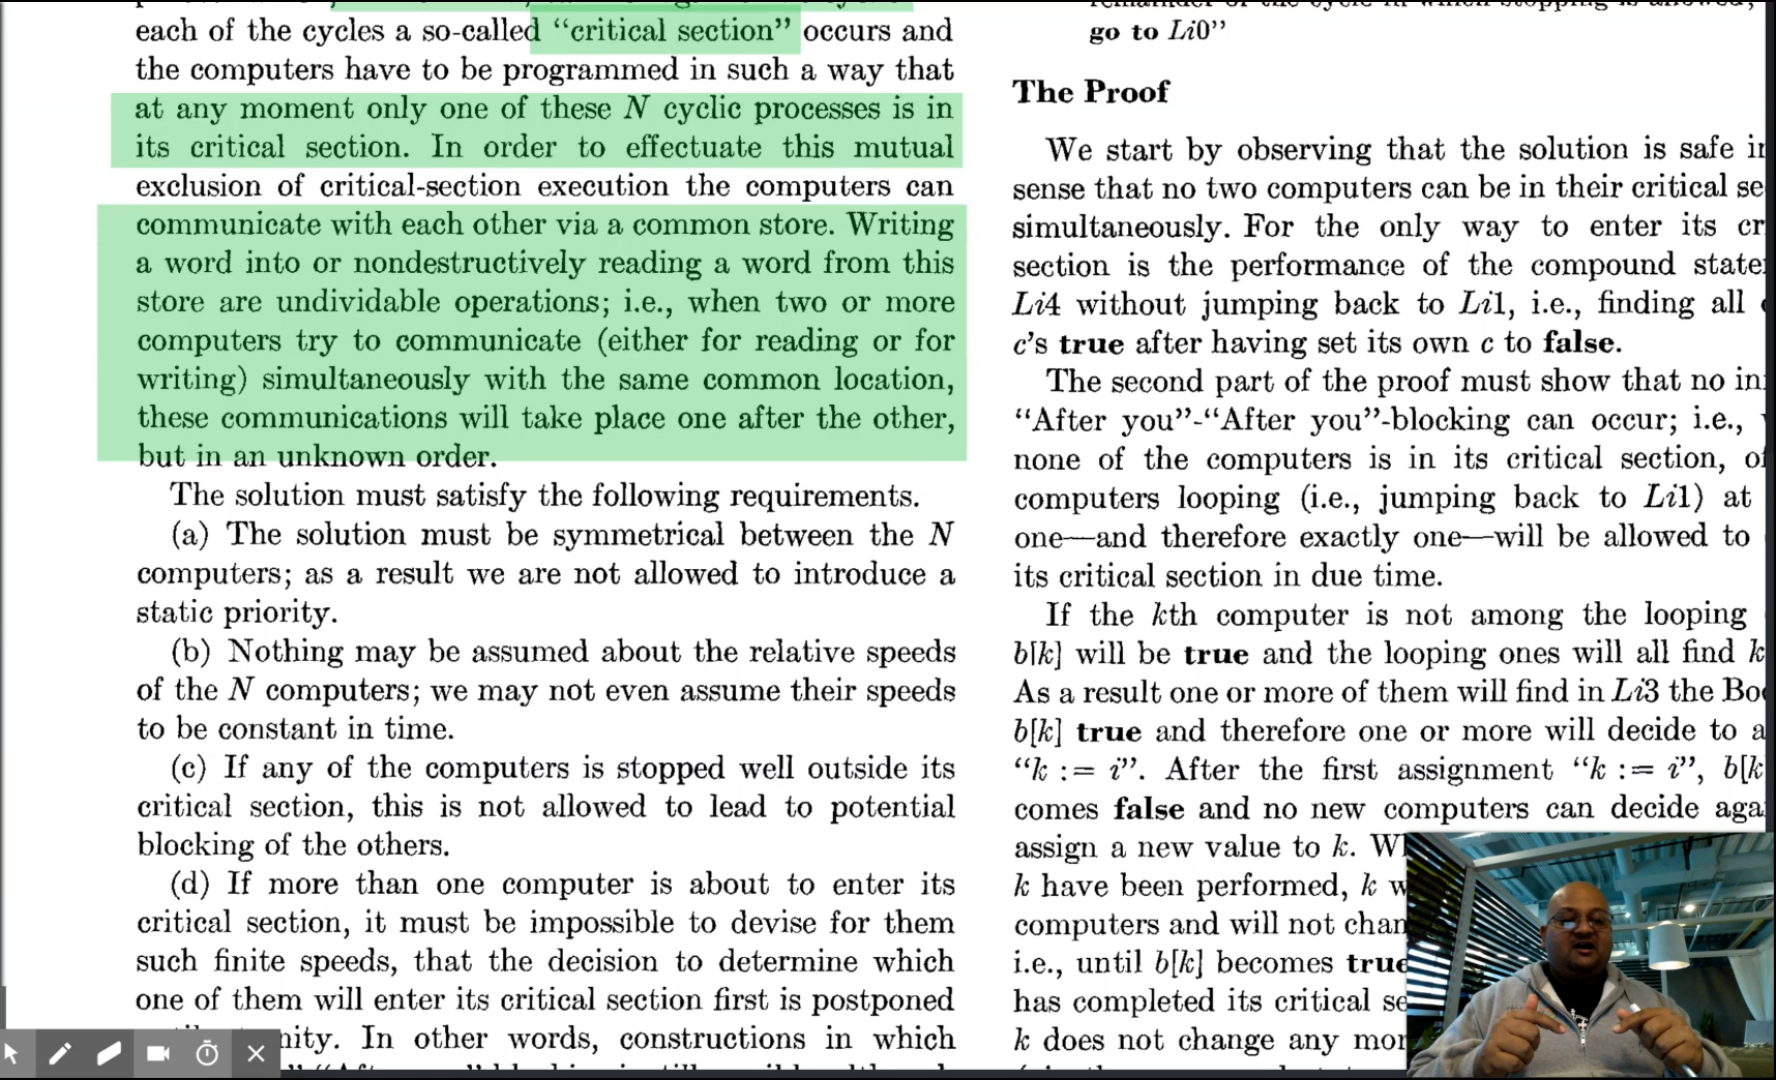 each of the cycles a so-called “critical section” occurs and
the computers have to be programmed in such a way that
at any moment only one of these N cyclic processes is in
its critical section. In order to effectuate this mutual
exclusion of critical-section execution the computers can
communicate with each other via a common store. Writing
a word into or nondestructively reading a word from this
store are undividable operations; i.e., when two or more
computers try to communicate (either for reading or for
writing) simultaneously with the same common location,
these communications will take place one after the other,
but in an unknown order.
The solution must satisfy the following requirements.
(a) The solution must be symmetrical between the N
computers; as a result we are not allowed to introduce a
static priority.
(b) Nothing may be assumed about the relative speeds
of the N computers; we may not even assume their speeds
to be constant in time.
(c) If any of the computers is stopped well outside its
critical section, this is not allowed to lead to potential
blocking of the others.
(d) If more than one computer is about to enter its
critical section, it must be impossible to devise for them
such finite speeds, that the decision to determine which
one of them will enter its critical section first is postponed
In other words, constructions in which
go to Li0”
The Proof
We start by observing that the solution is safe
sense that no two computers can be in their critical
simultaneously. For the only way to enter its
section is the performance of the compound
Li4 without jumping back to Li1, i.e., finding all
c’s true after having set its own c to false.
The second part of the proof must show that no
“After you”-“After you”-blocking can occur; i.e.,
none of the computers is in its critical section,
computers looping (i.e., jumping back to Li1) at
one—and therefore exactly one—will be allowed to
its critical section in due time.
If the kth computer is not among the looping
b[k] will be true and the looping ones will all find k
As a result one or more of them will find in Li3 the
b[k] true and therefore one or more will decide to
“k := i”. After the first assignment “k := i”, b[k
comes false and no new computers can decide
assign a new value to k.
k have been performed, k
computers and will not
i.e., until b[k] becomes true
has completed its critical
k does not change any